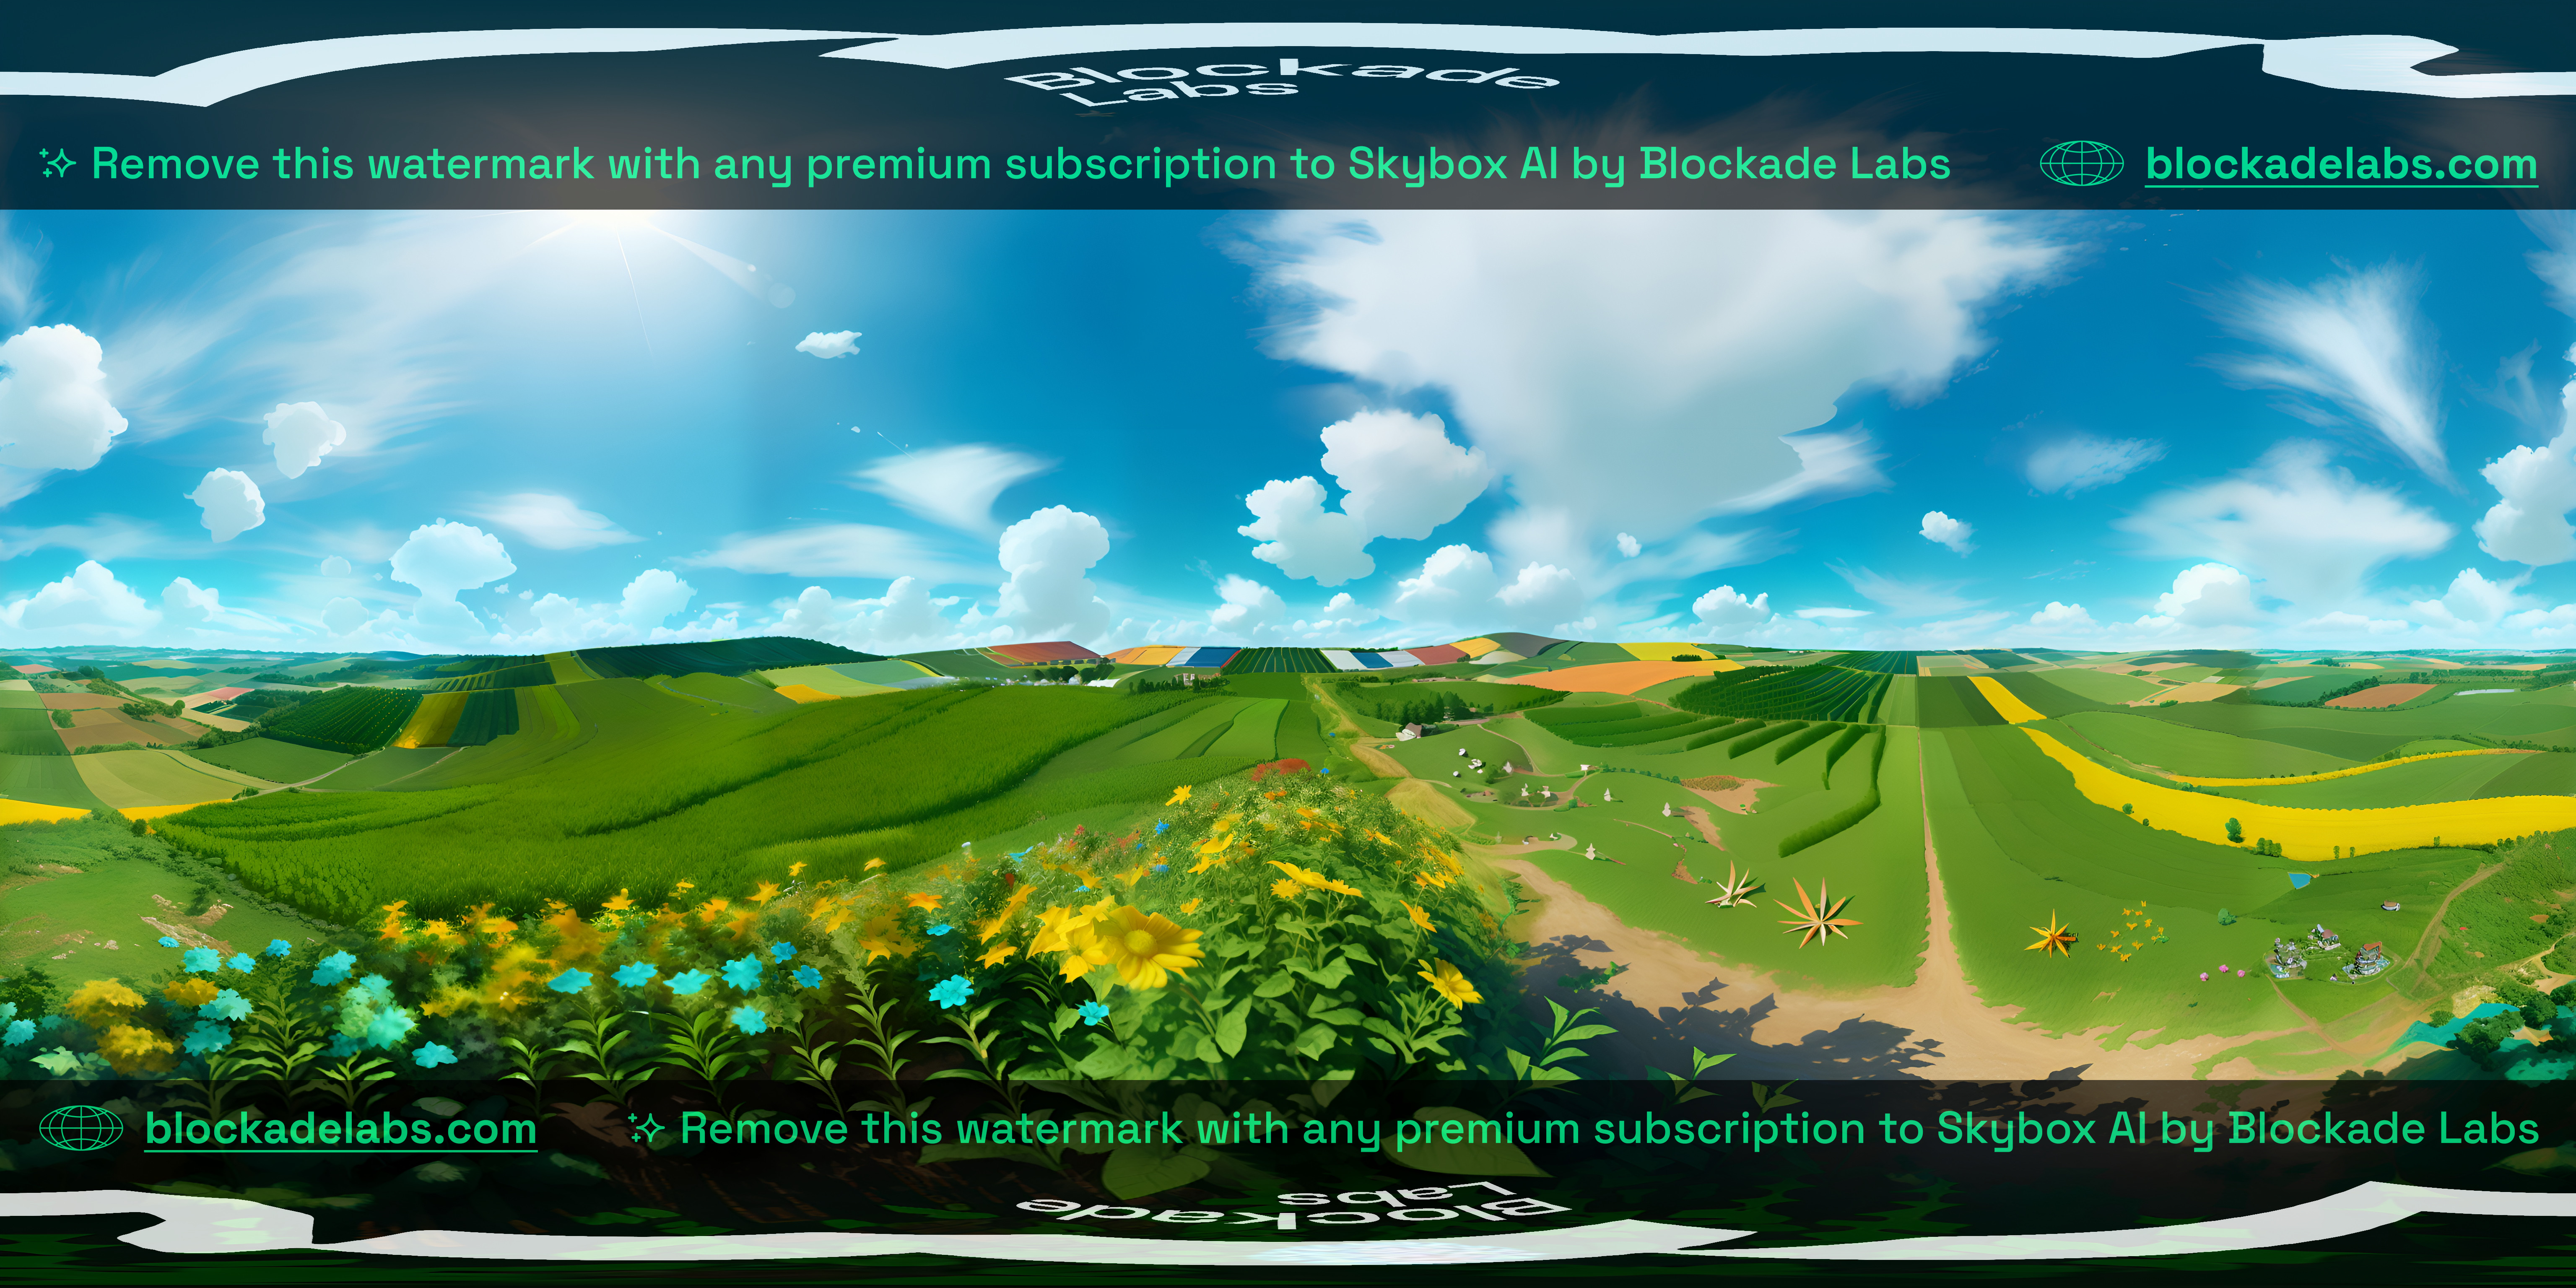 Blockade
Labs
Remove this watermark with any premium subscription to Skybox AI by Blockade Labs
blockadelabs.com
blockadelabs.com
Remove this watermark with any premium subscription to Skybox AI by Blockade Labs
Labs
Blockade